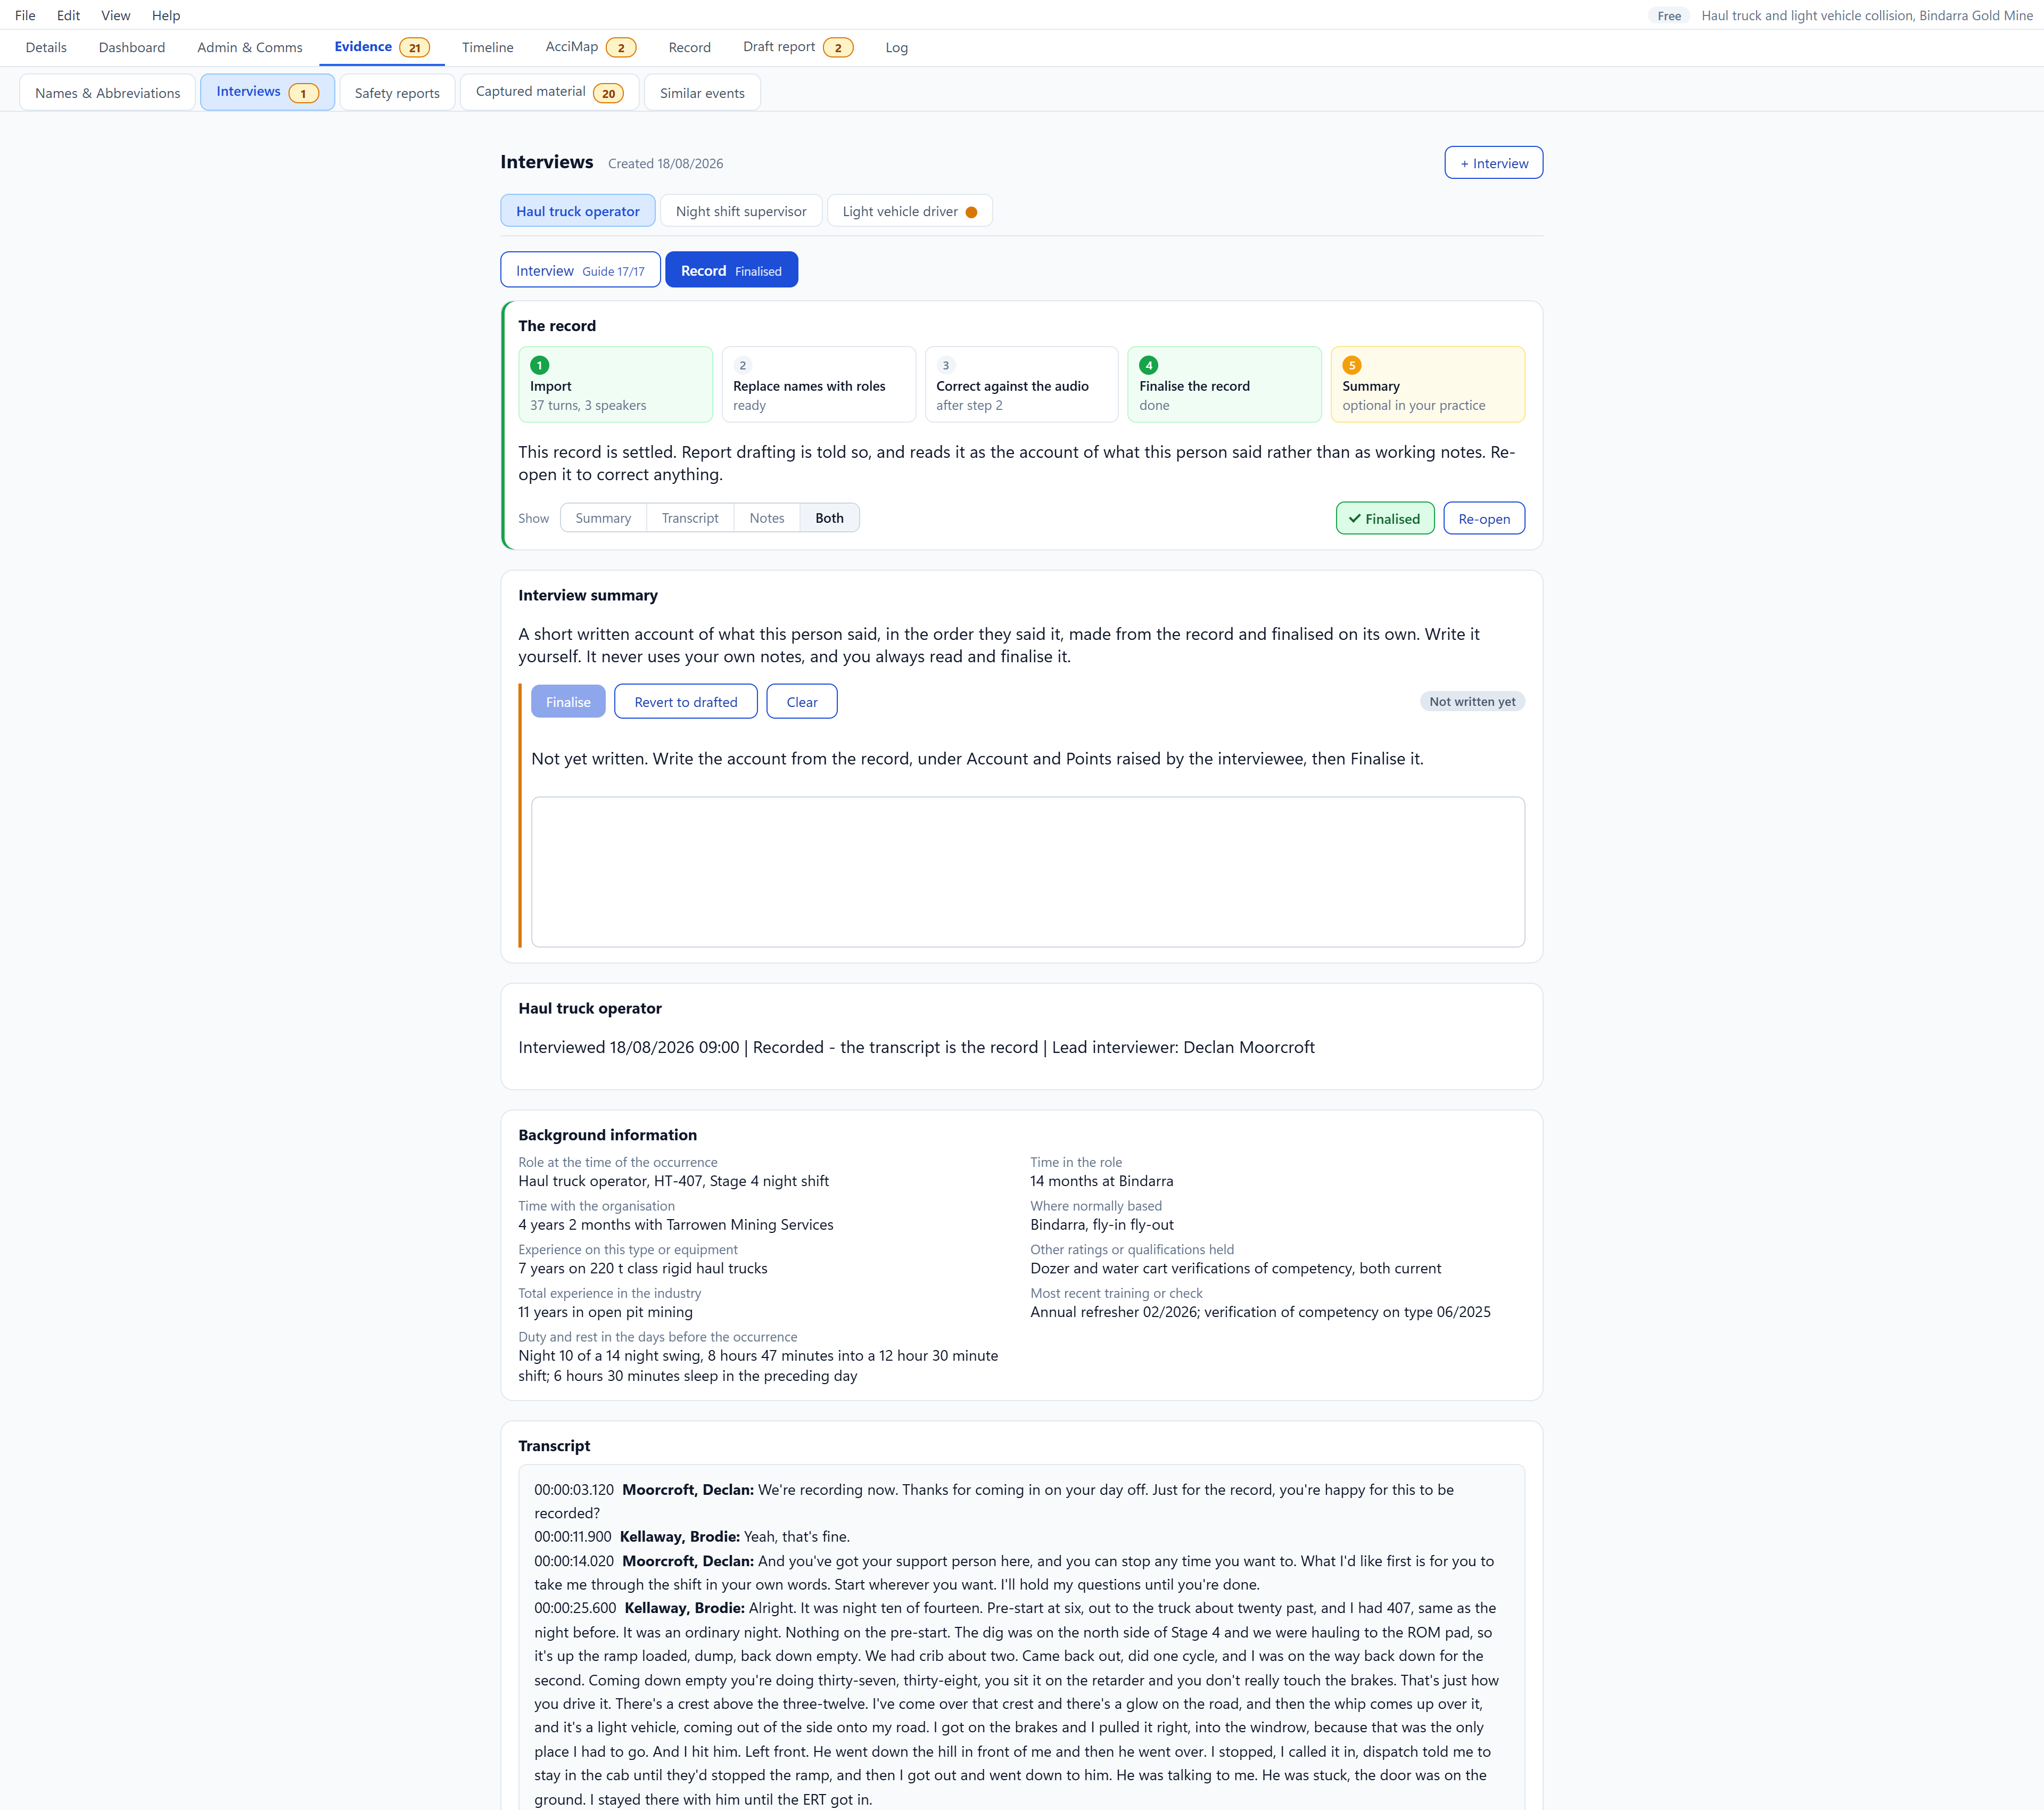 File Edit View Help
Free Haul truck and light vehicle collision, Bindarra Gold Mine
Details Dashboard Admin & Comms Evidence 21 Timeline AcciMap 2 Record Draft report 2 Log
Names & Abbreviations Interviews 1 Safety reports Captured material 20 Similar events
Interviews Created 18/08/2026
+ Interview
Haul truck operator Night shift supervisor Light vehicle driver
Interview Guide 17/17 Record Finalised
The record
1
Import
37 turns, 3 speakers
2
Replace names with roles
ready
3
Correct against the audio
after step 2
4
Finalise the record
done
5
Summary
optional in your practice
This record is settled. Report drafting is told so, and reads it as the account of what this person said rather than as working notes. Re-
open it to correct anything.
Show Summary Transcript Notes Both
✓ Finalised Re-open
Interview summary
A short written account of what this person said, in the order they said it, made from the record and finalised on its own. Write it
yourself. It never uses your own notes, and you always read and finalise it.
Finalise Revert to drafted Clear
Not written yet
Not yet written. Write the account from the record, under Account and Points raised by the interviewee, then Finalise it.
Haul truck operator
Interviewed 18/08/2026 09:00 | Recorded - the transcript is the record | Lead interviewer: Declan Moorcroft
Background information
Role at the time of the occurrence
Haul truck operator, HT-407, Stage 4 night shift
Time in the role
14 months at Bindarra
Time with the organisation
4 years 2 months with Tarrowen Mining Services
Where normally based
Bindarra, fly-in fly-out
Experience on this type or equipment
7 years on 220 t class rigid haul trucks
Other ratings or qualifications held
Dozer and water cart verifications of competency, both current
Total experience in the industry
11 years in open pit mining
Most recent training or check
Annual refresher 02/2026; verification of competency on type 06/2025
Duty and rest in the days before the occurrence
Night 10 of a 14 night swing, 8 hours 47 minutes into a 12 hour 30 minute
shift; 6 hours 30 minutes sleep in the preceding day
Transcript
00:00:03.120 Moorcroft, Declan: We're recording now. Thanks for coming in on your day off. Just for the record, you're happy for this to be
recorded?
00:00:11.900 Kellaway, Brodie: Yeah, that's fine.
00:00:14.020 Moorcroft, Declan: And you've got your support person here, and you can stop any time you want to. What I'd like first is for you to
take me through the shift in your own words. Start wherever you want. I'll hold my questions until you're done.
00:00:25.600 Kellaway, Brodie: Alright. It was night ten of fourteen. Pre-start at six, out to the truck about twenty past, and I had 407, same as the
night before. It was an ordinary night. Nothing on the pre-start. The dig was on the north side of Stage 4 and we were hauling to the ROM pad, so
it's up the ramp loaded, dump, back down empty. We had crib about two. Came back out, did one cycle, and I was on the way back down for the
second. Coming down empty you're doing thirty-seven, thirty-eight, you sit it on the retarder and you don't really touch the brakes. That's just how
you drive it. There's a crest above the three-twelve. I've come over that crest and there's a glow on the road, and then the whip comes up over it,
and it's a light vehicle, coming out of the side onto my road. I got on the brakes and I pulled it right, into the windrow, because that was the only
place I had to go. And I hit him. Left front. He went down the hill in front of me and then he went over. I stopped, I called it in, dispatch told me to
stay in the cab until they'd stopped the ramp, and then I got out and went down to him. He was talking to me. He was stuck, the door was on the
ground. I stayed there with him until the ERT got in.